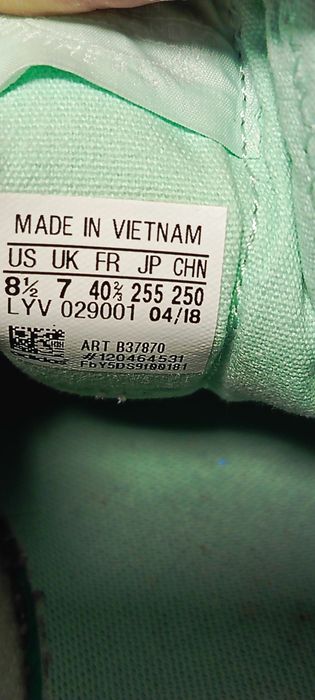 MADE IN VIETNAM
US UK FR JP CHN
8½ 7 40⅔ 255 250
LYV 029001 04/18
ART B37870
#120464531
FbY5DS9f00181